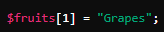 $fruits[1] = "Grapes";